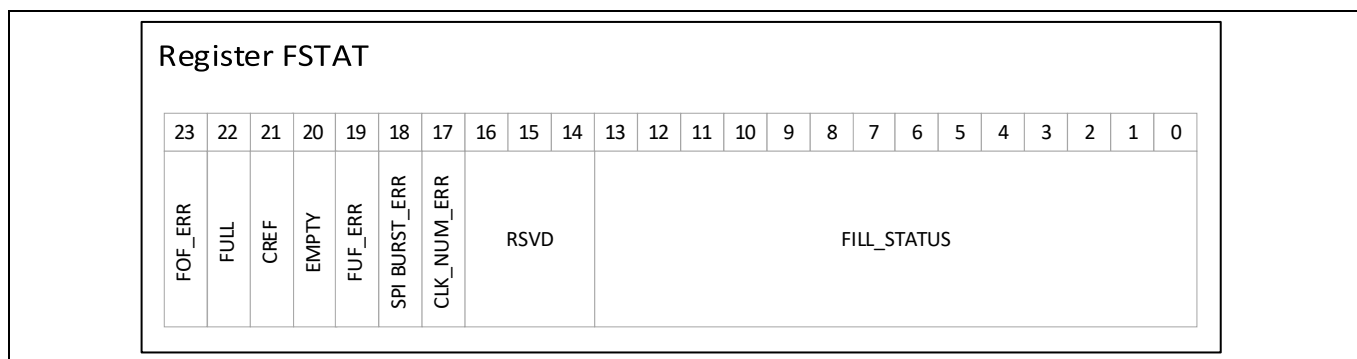 Register FSTAT
23 22 21 20 19 18 17 16 15 14 13 12 11 10 9 8 7 6 5 4 3 2 1 0
FOF_ERR FULL CREF EMPTY FUF_ERR SPI BURST_ERR CLK_NUM_ERR RSVD FILL_STATUS